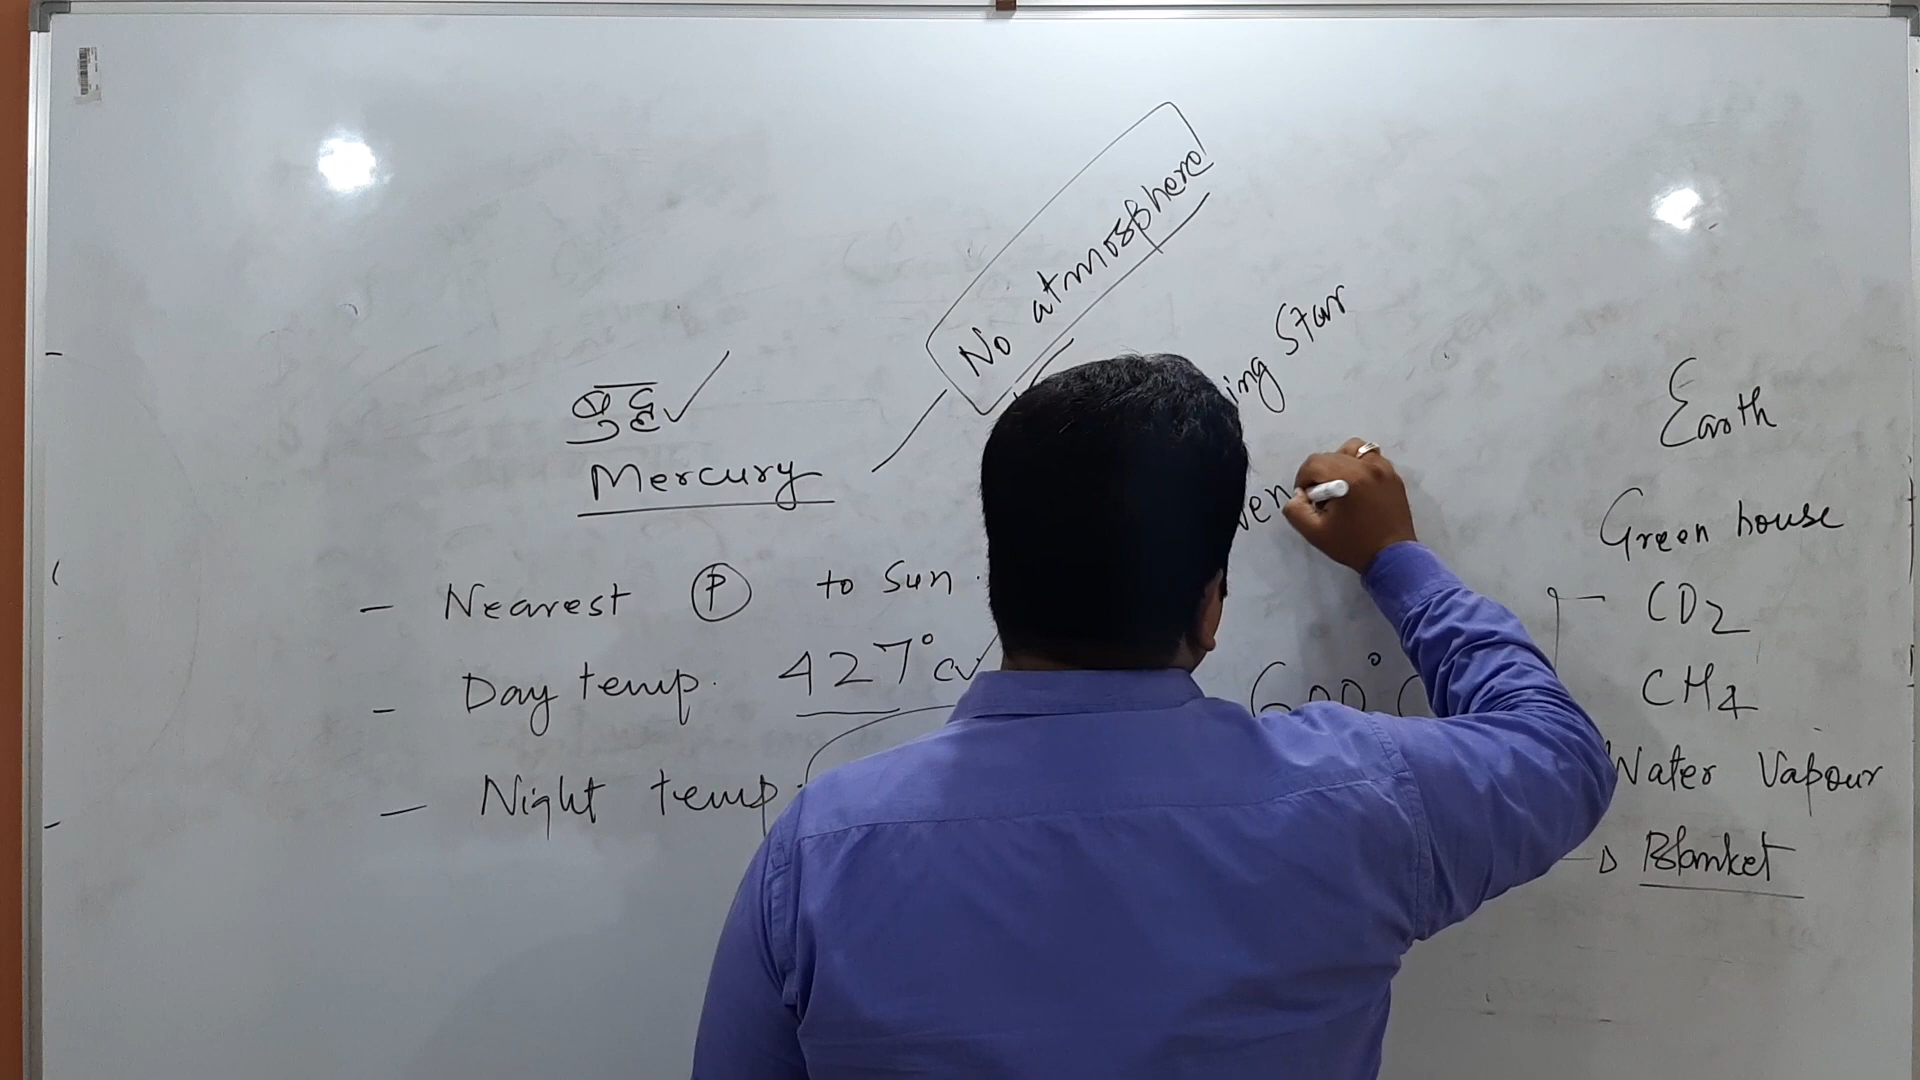 No atmosphere
ing Star
बुद्ध
Mercury
- Nearest Ⓟ to Sun.
- Day temp. 427°C
- Night temp.
600°C
Earth
Green house
CO2
CH4
Water Vapour
Blanket